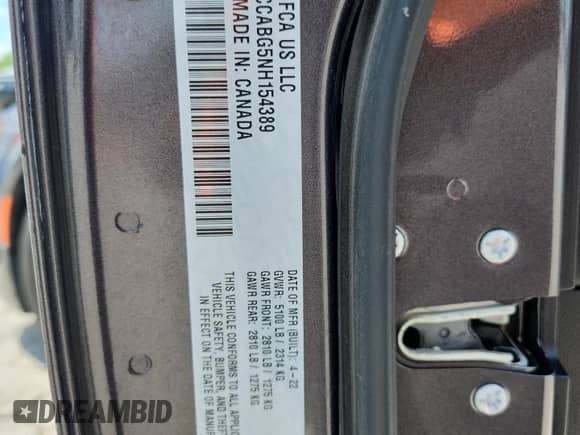 FCA US LLC
CCABG5NH154389
MADE IN: CANADA
DATE OF MFR (BUILT): 4-22
GVWR: 5100 LB / 2314 KG
GAWR FRONT: 2810 LB / 1275 KG
GAWR REAR: 2810 LB / 1275 KG
THIS VEHICLE CONFORMS TO ALL APPLIC
VEHICLE SAFETY, BUMPER, AND THEFT
IN EFFECT ON THE DATE OF MANUF
DREAMBID